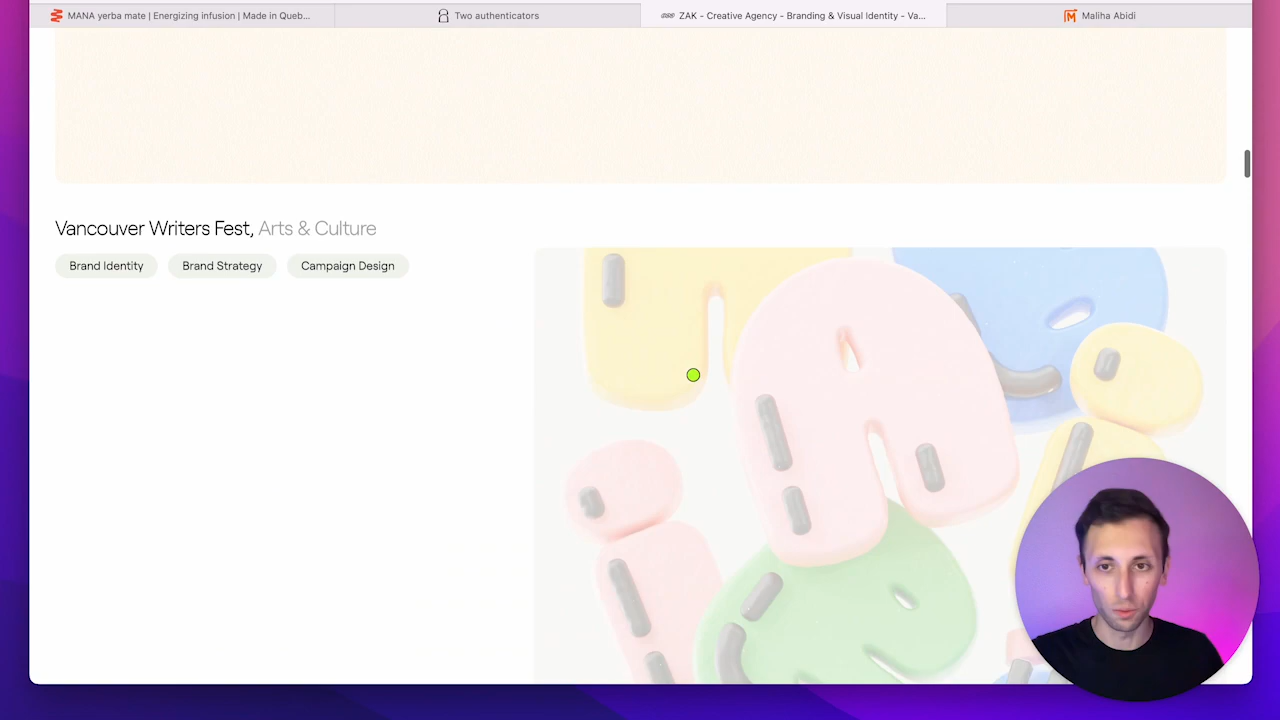 MANA yerba mate | Energizing infusion | Made in Queb...
Two authenticators
ZAK - Creative Agency - Branding & Visual Identity - Va...
Maliha Abidi
Vancouver Writers Fest, Arts & Culture
Brand Identity
Brand Strategy
Campaign Design